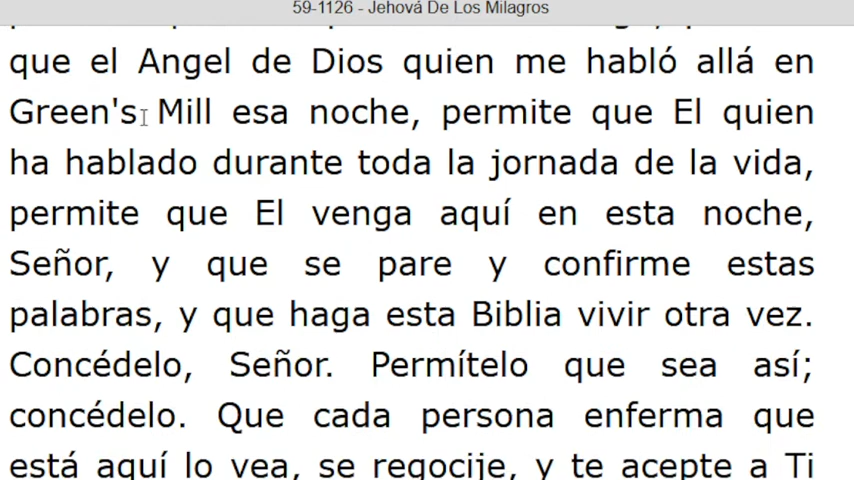 59-1126 - Jehová De Los Milagros
que el Angel de Dios quien me habló allá en
Green's Mill esa noche, permite que El quien
ha hablado durante toda la jornada de la vida,
permite que El venga aquí en esta noche,
Señor, y que se pare y confirme estas
palabras, y que haga esta Biblia vivir otra vez.
Concédelo, Señor. Permítelo que sea así;
concédelo. Que cada persona enferma que
está aquí lo vea, se regocije, y te acepte a Ti